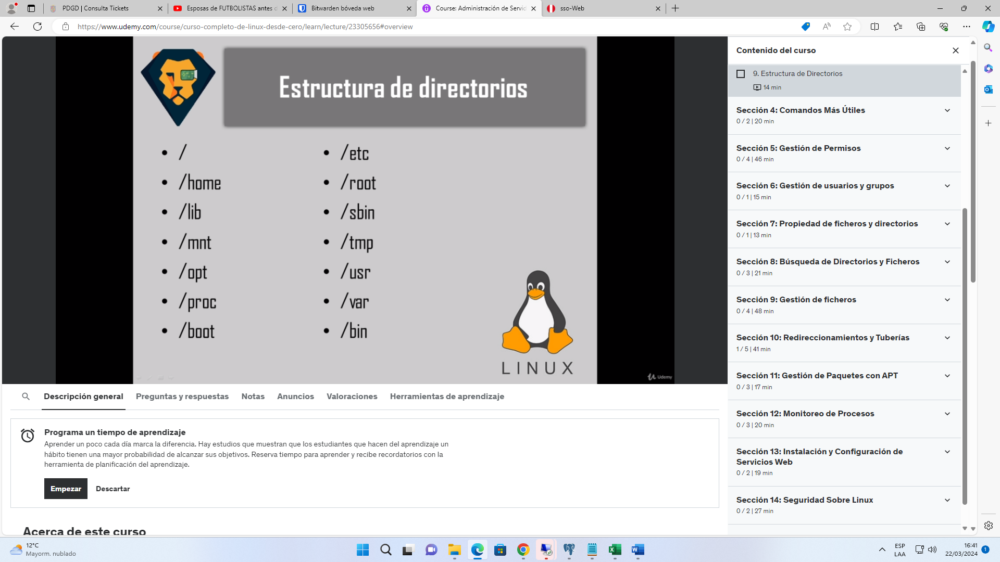 PDGD | Consulta Tickets
Esposas de FUTBOLISTAS antes d
Bitwarden bóveda web
Course: Administración de Servid
sso-Web
https://www.udemy.com/course/curso-completo-de-linux-desde-cero/learn/lecture/23305656#overview
Estructura de directorios
• /
• /home
• /lib
• /mnt
• /opt
• /proc
• /boot
• /etc
• /root
• /sbin
• /tmp
• /usr
• /var
• /bin
LINUX
Udemy
Contenido del curso
9. Estructura de Directorios
14 min
Sección 4: Comandos Más Útiles
0 / 2 | 20 min
Sección 5: Gestión de Permisos
0 / 4 | 46 min
Sección 6: Gestión de usuarios y grupos
0 / 1 | 15 min
Sección 7: Propiedad de ficheros y directorios
0 / 1 | 13 min
Sección 8: Búsqueda de Directorios y Ficheros
0 / 3 | 21 min
Sección 9: Gestión de ficheros
0 / 4 | 48 min
Sección 10: Redireccionamientos y Tuberías
1 / 5 | 41 min
Sección 11: Gestión de Paquetes con APT
0 / 3 | 17 min
Sección 12: Monitoreo de Procesos
0 / 3 | 20 min
Sección 13: Instalación y Configuración de
Servicios Web
0 / 2 | 19 min
Sección 14: Seguridad Sobre Linux
0 / 2 | 27 min
Descripción general
Preguntas y respuestas
Notas
Anuncios
Valoraciones
Herramientas de aprendizaje
Programa un tiempo de aprendizaje
Aprender un poco cada día marca la diferencia. Hay estudios que muestran que los estudiantes que hacen del aprendizaje un
hábito tienen una mayor probabilidad de alcanzar sus objetivos. Reserva tiempo para aprender y recibe recordatorios con la
herramienta de planificación del aprendizaje.
Empezar
Descartar
Acerca de este curso
12°C
Mayorm. nublado
ESP
LAA
16:41
22/03/2024
1